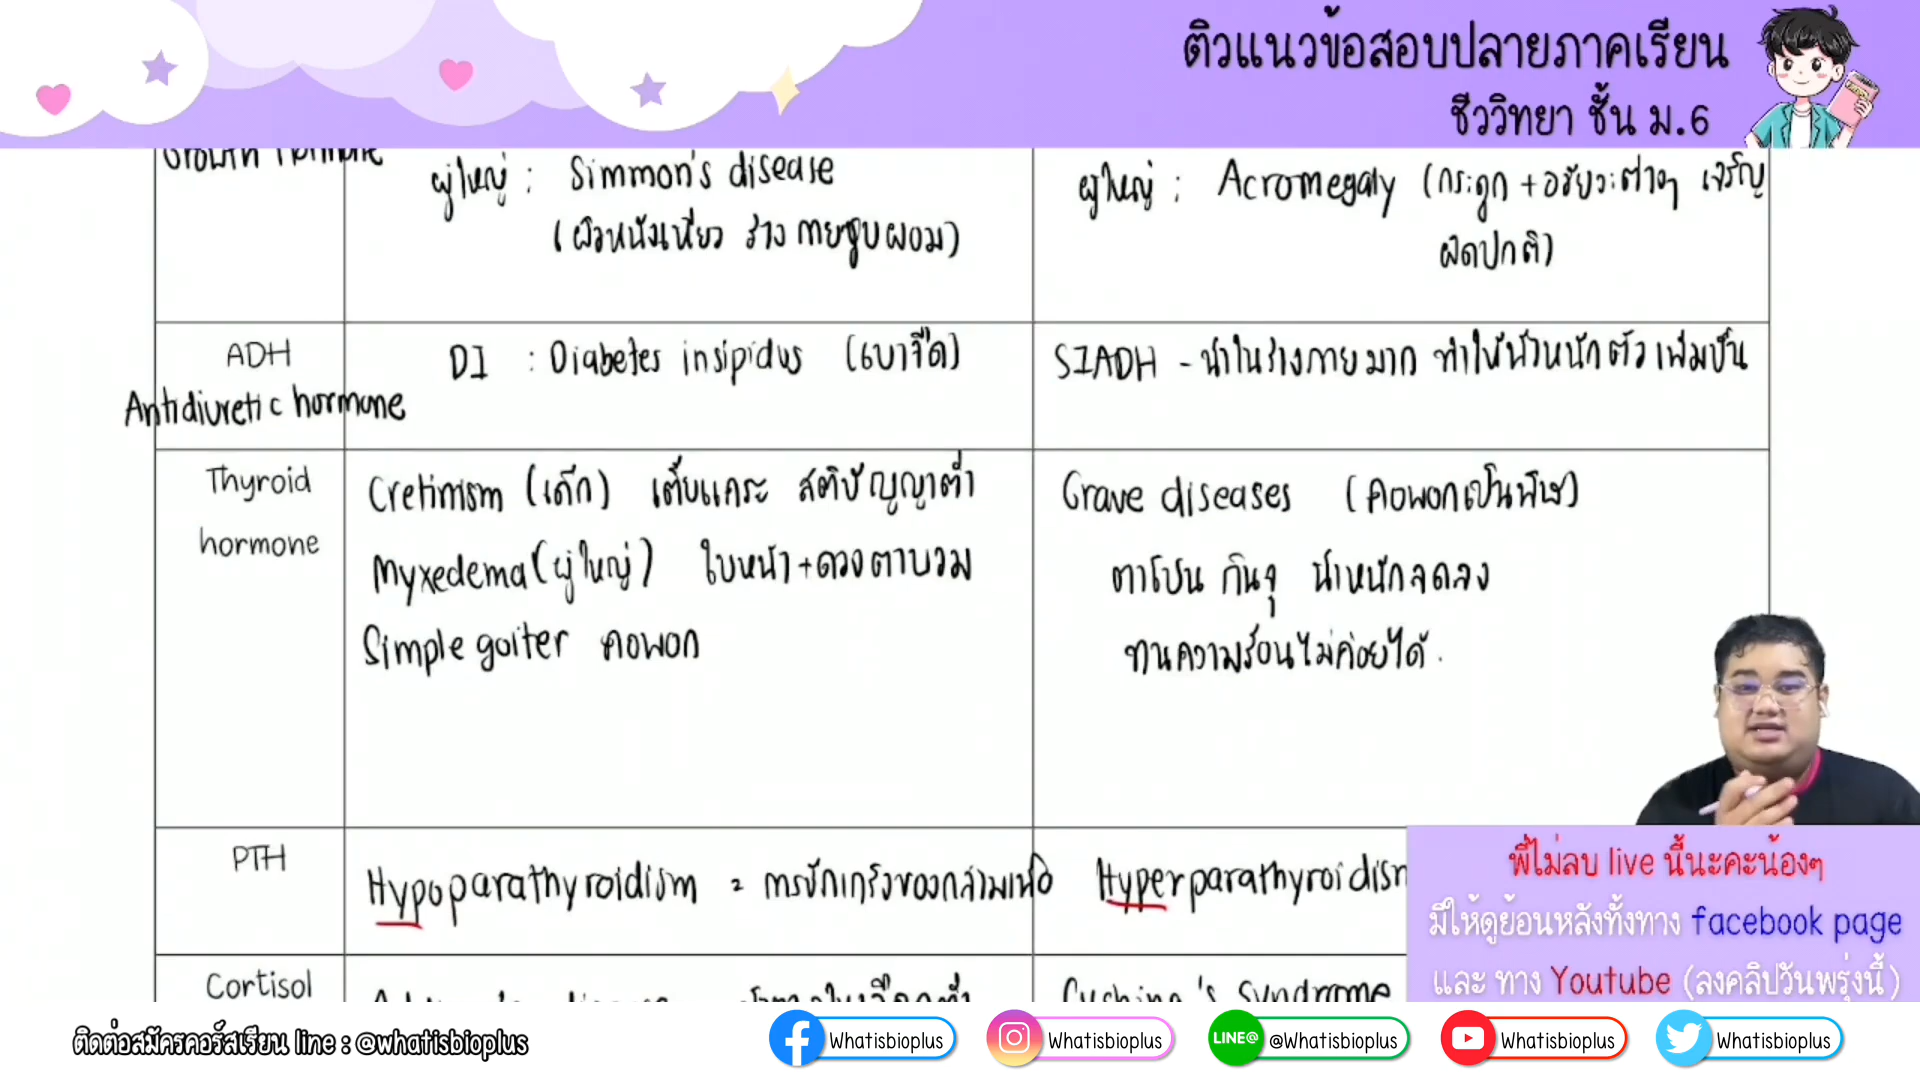 ติวแนวข้อสอบปลายภาคเรียน
ชีววิทยา ชั้น ม.6
Growth hormone
ผู้ใหญ่ : Simmon's disease
(ผิวหนังเหี่ยว ร่างกายซูบผอม)
ผู้ใหญ่ : Acromegaly (กระดูก + อวัยวะต่างๆ เจริญ
ผิดปกติ)
ADH
Antidiuretic hormone
DI : Diabetes insipidus (เบาจืด)
SIADH - น้ำในร่างกายมาก ทำให้น้ำหนักตัวเพิ่มขึ้น
Thyroid
hormone
Cretinism (เด็ก) เตี้ยแคระ สติปัญญาต่ำ
Myxedema (ผู้ใหญ่) ใบหน้า + ดวงตาบวม
Simple goiter คอพอก
Grave diseases (คอพอกเป็นพิษ)
ตาโปน กินจุ น้ำหนักลดลง
ทนความร้อนไม่ค่อยได้.
PTH
Hypoparathyroidism = การชักเกร็งของกล้ามเนื้อ
Hyperparathyroidism
Cortisol
Cushing's syndrome
พี่ไม่ลบ live นี้นะคะน้องๆ
มีให้ดูย้อนหลังทั้งทาง facebook page
และ ทาง Youtube (ลงคลิปวันพรุ่งนี้)
ติดต่อสมัครคอร์สเรียน line : @whatisbioplus
Whatisbioplus
Whatisbioplus
LINE@ @Whatisbioplus
Whatisbioplus
Whatisbioplus